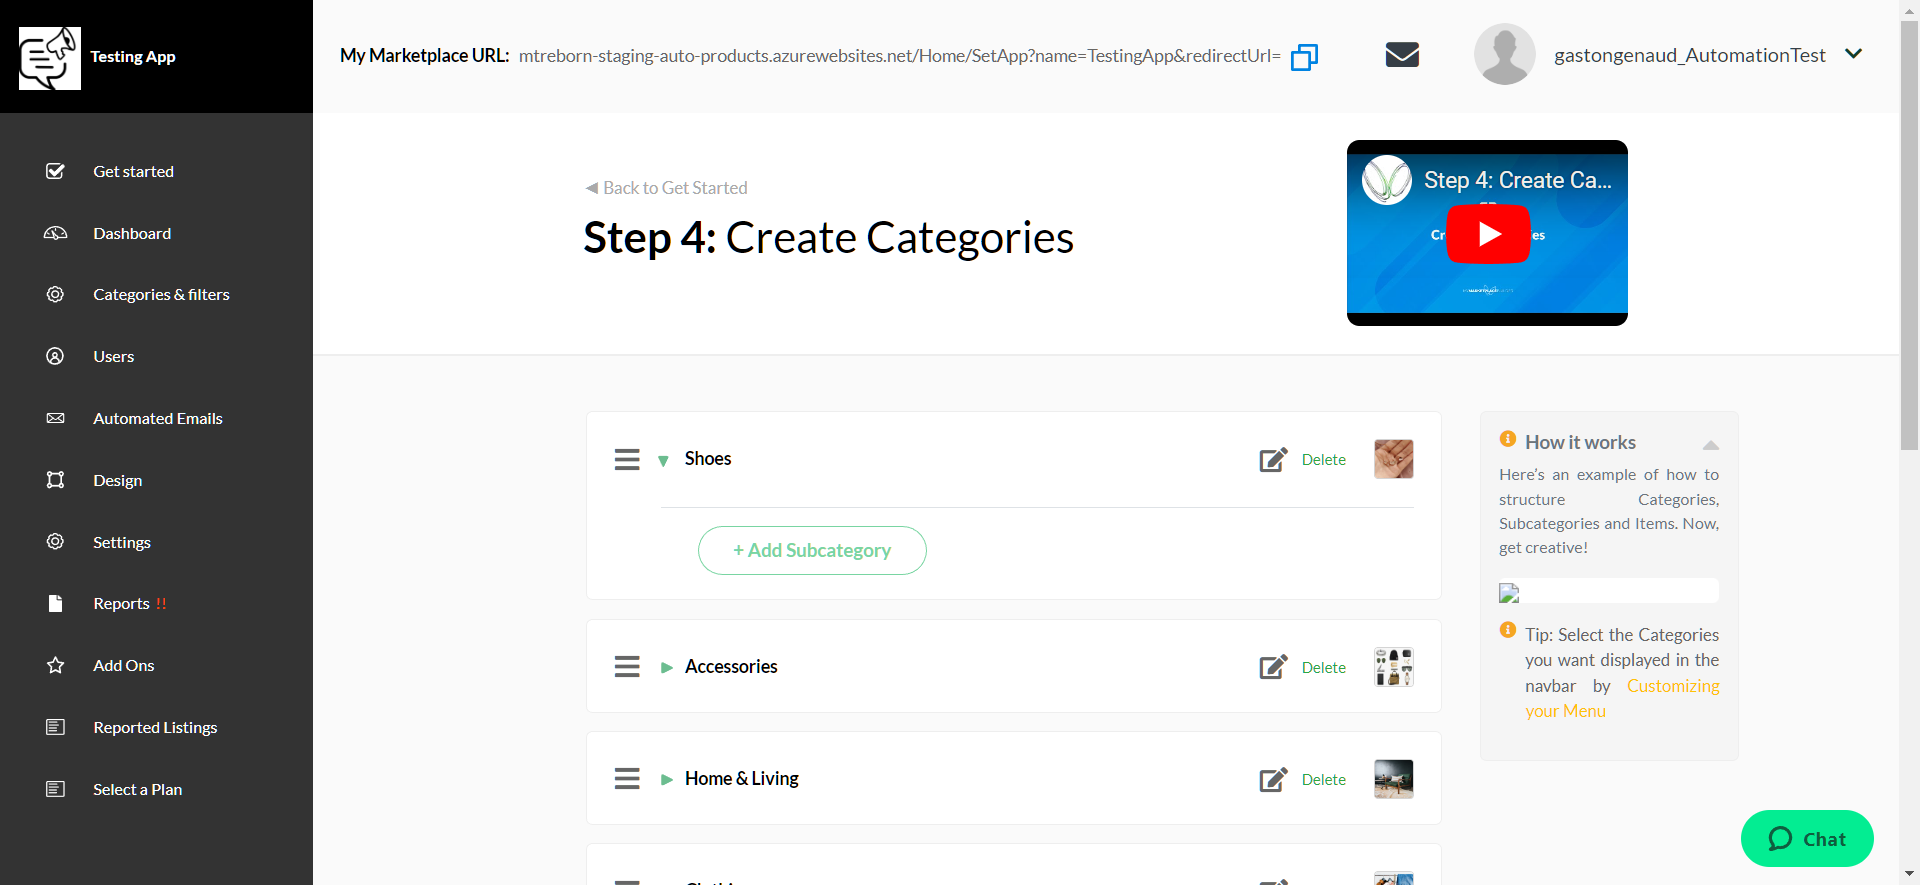 Testing App
My Marketplace URL: mtreborn-staging-auto-products.azurewebsites.net/Home/SetApp?name=TestingApp&redirectUrl=
gastongenaud_AutomationTest
Get started
Dashboard
Categories & filters
Users
Automated Emails
Design
Settings
Reports !!
Add Ons
Reported Listings
Select a Plan
◀ Back to Get Started
Step 4: Create Categories
Step 4: Create Ca...
Shoes
Delete
+ Add Subcategory
Accessories
Delete
Home & Living
Delete
How it works
Here's an example of how to
structure Categories,
Subcategories and Items. Now,
get creative!
Tip: Select the Categories
you want displayed in the
navbar by Customizing
your Menu
Chat